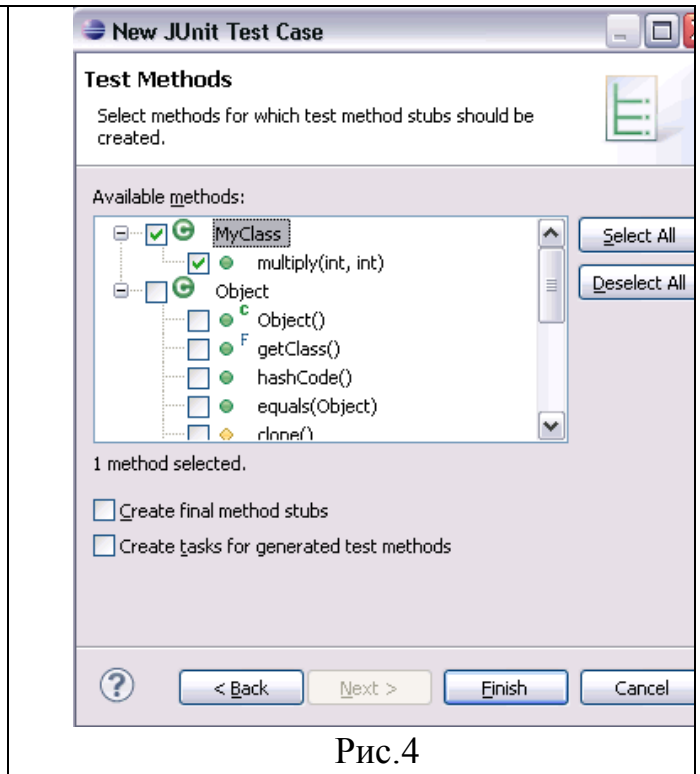 New JUnit Test Case
Test Methods
Select methods for which test method stubs should be
created.
Available methods:
MyClass
multiply(int, int)
Object
Object()
getClass()
hashCode()
equals(Object)
clone()
Select All
Deselect All
1 method selected.
Create final method stubs
Create tasks for generated test methods
< Back
Next >
Finish
Cancel
Рис.4